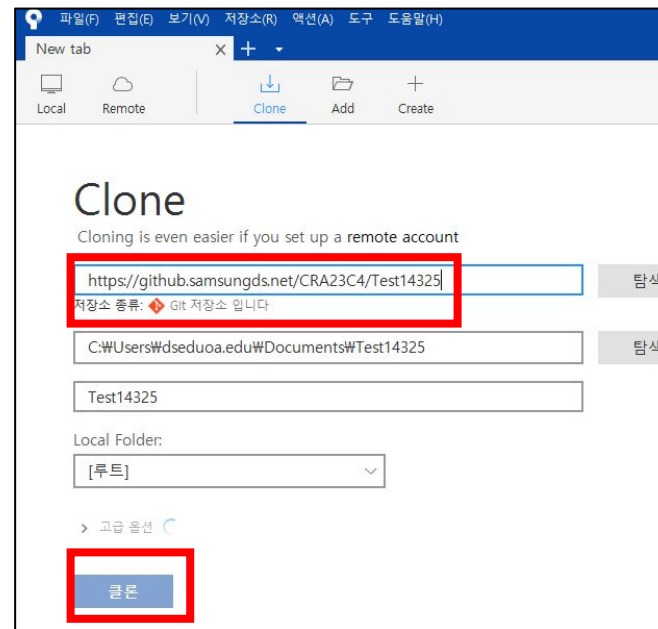 파일(F) 편집(E) 보기(V) 저장소(R) 액션(A) 도구 도움말(H)
New tab
Local Remote Clone Add Create
Clone
Cloning is even easier if you set up a remote account
https://github.samsungds.net/CRA23C4/Test14325
저장소 종류: Git 저장소 입니다
C:₩Users₩dseduoa.edu₩Documents₩Test14325
Test14325
Local Folder:
[루트]
고급 옵션
클론